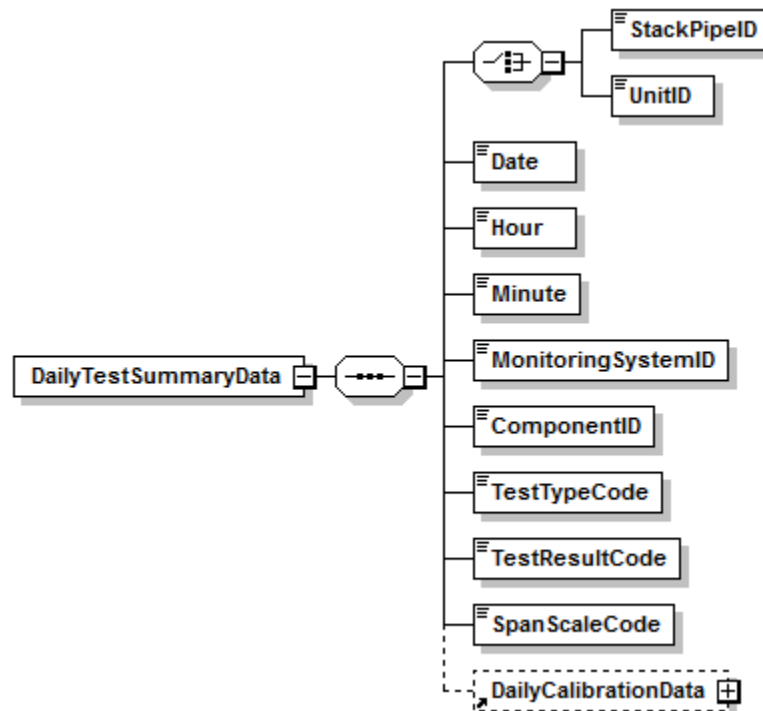 StackPipeID
UnitID
Date
Hour
Minute
MonitoringSystemID
DailyTestSummaryData
ComponentID
TestTypeCode
TestResultCode
SpanScaleCode
DailyCalibrationData